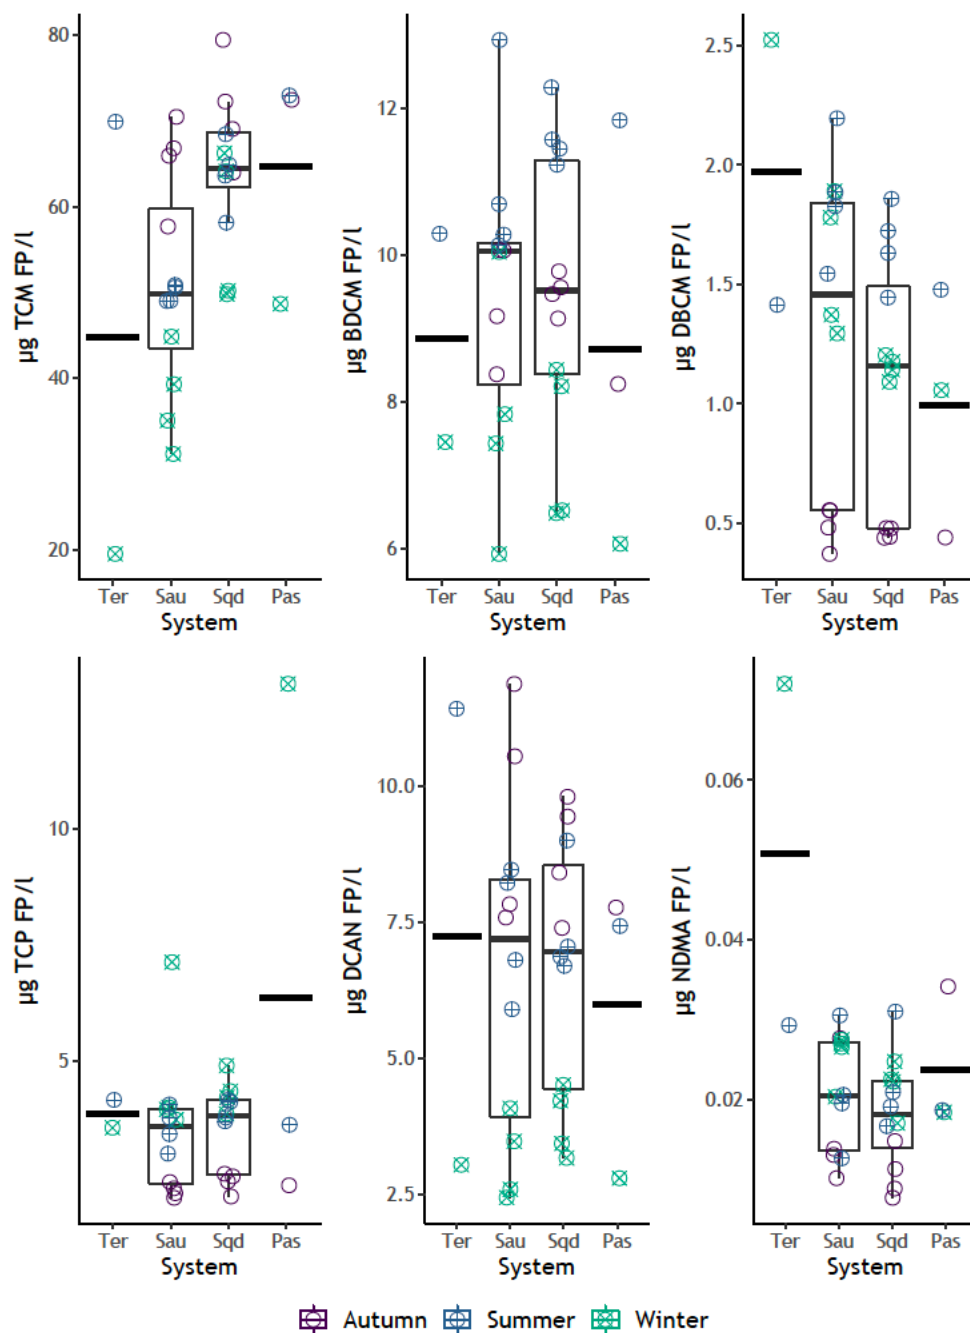 µg TCM FP/l
80
60
40
20
Ter Sau Sqd Pas
System
µg BDCM FP/l
12
10
8
6
Ter Sau Sqd Pas
System
µg DBCM FP/l
2.5
2.0
1.5
1.0
0.5
Ter Sau Sqd Pas
System
µg TCP FP/l
10
5
Ter Sau Sqd Pas
System
µg DCAN FP/l
10.0
7.5
5.0
2.5
Ter Sau Sqd Pas
System
µg NDMA FP/l
0.06
0.04
0.02
Ter Sau Sqd Pas
System
Autumn Summer Winter